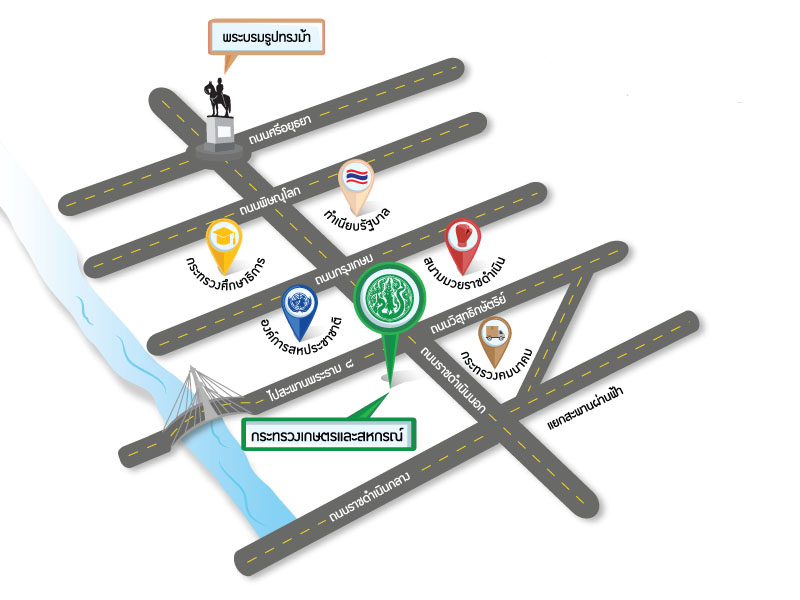 พระบรมรูปทรงม้า
ถนนศรีอยุธยา
ถนนพิษณุโลก
ทำเนียบรัฐบาล
กระทรวงศึกษาธิการ
ถนนกรุงเกษม
สนามมวยราชดำเนิน
องค์การสหประชาชาติ
ถนนวิสุทธิกษัตริย์
กระทรวงคมนาคม
ไปสะพานพระราม ๘
ถนนราชดำเนินนอก
แยกสะพานผ่านฟ้า
กระทรวงเกษตรและสหกรณ์
ถนนราชดำเนินกลาง